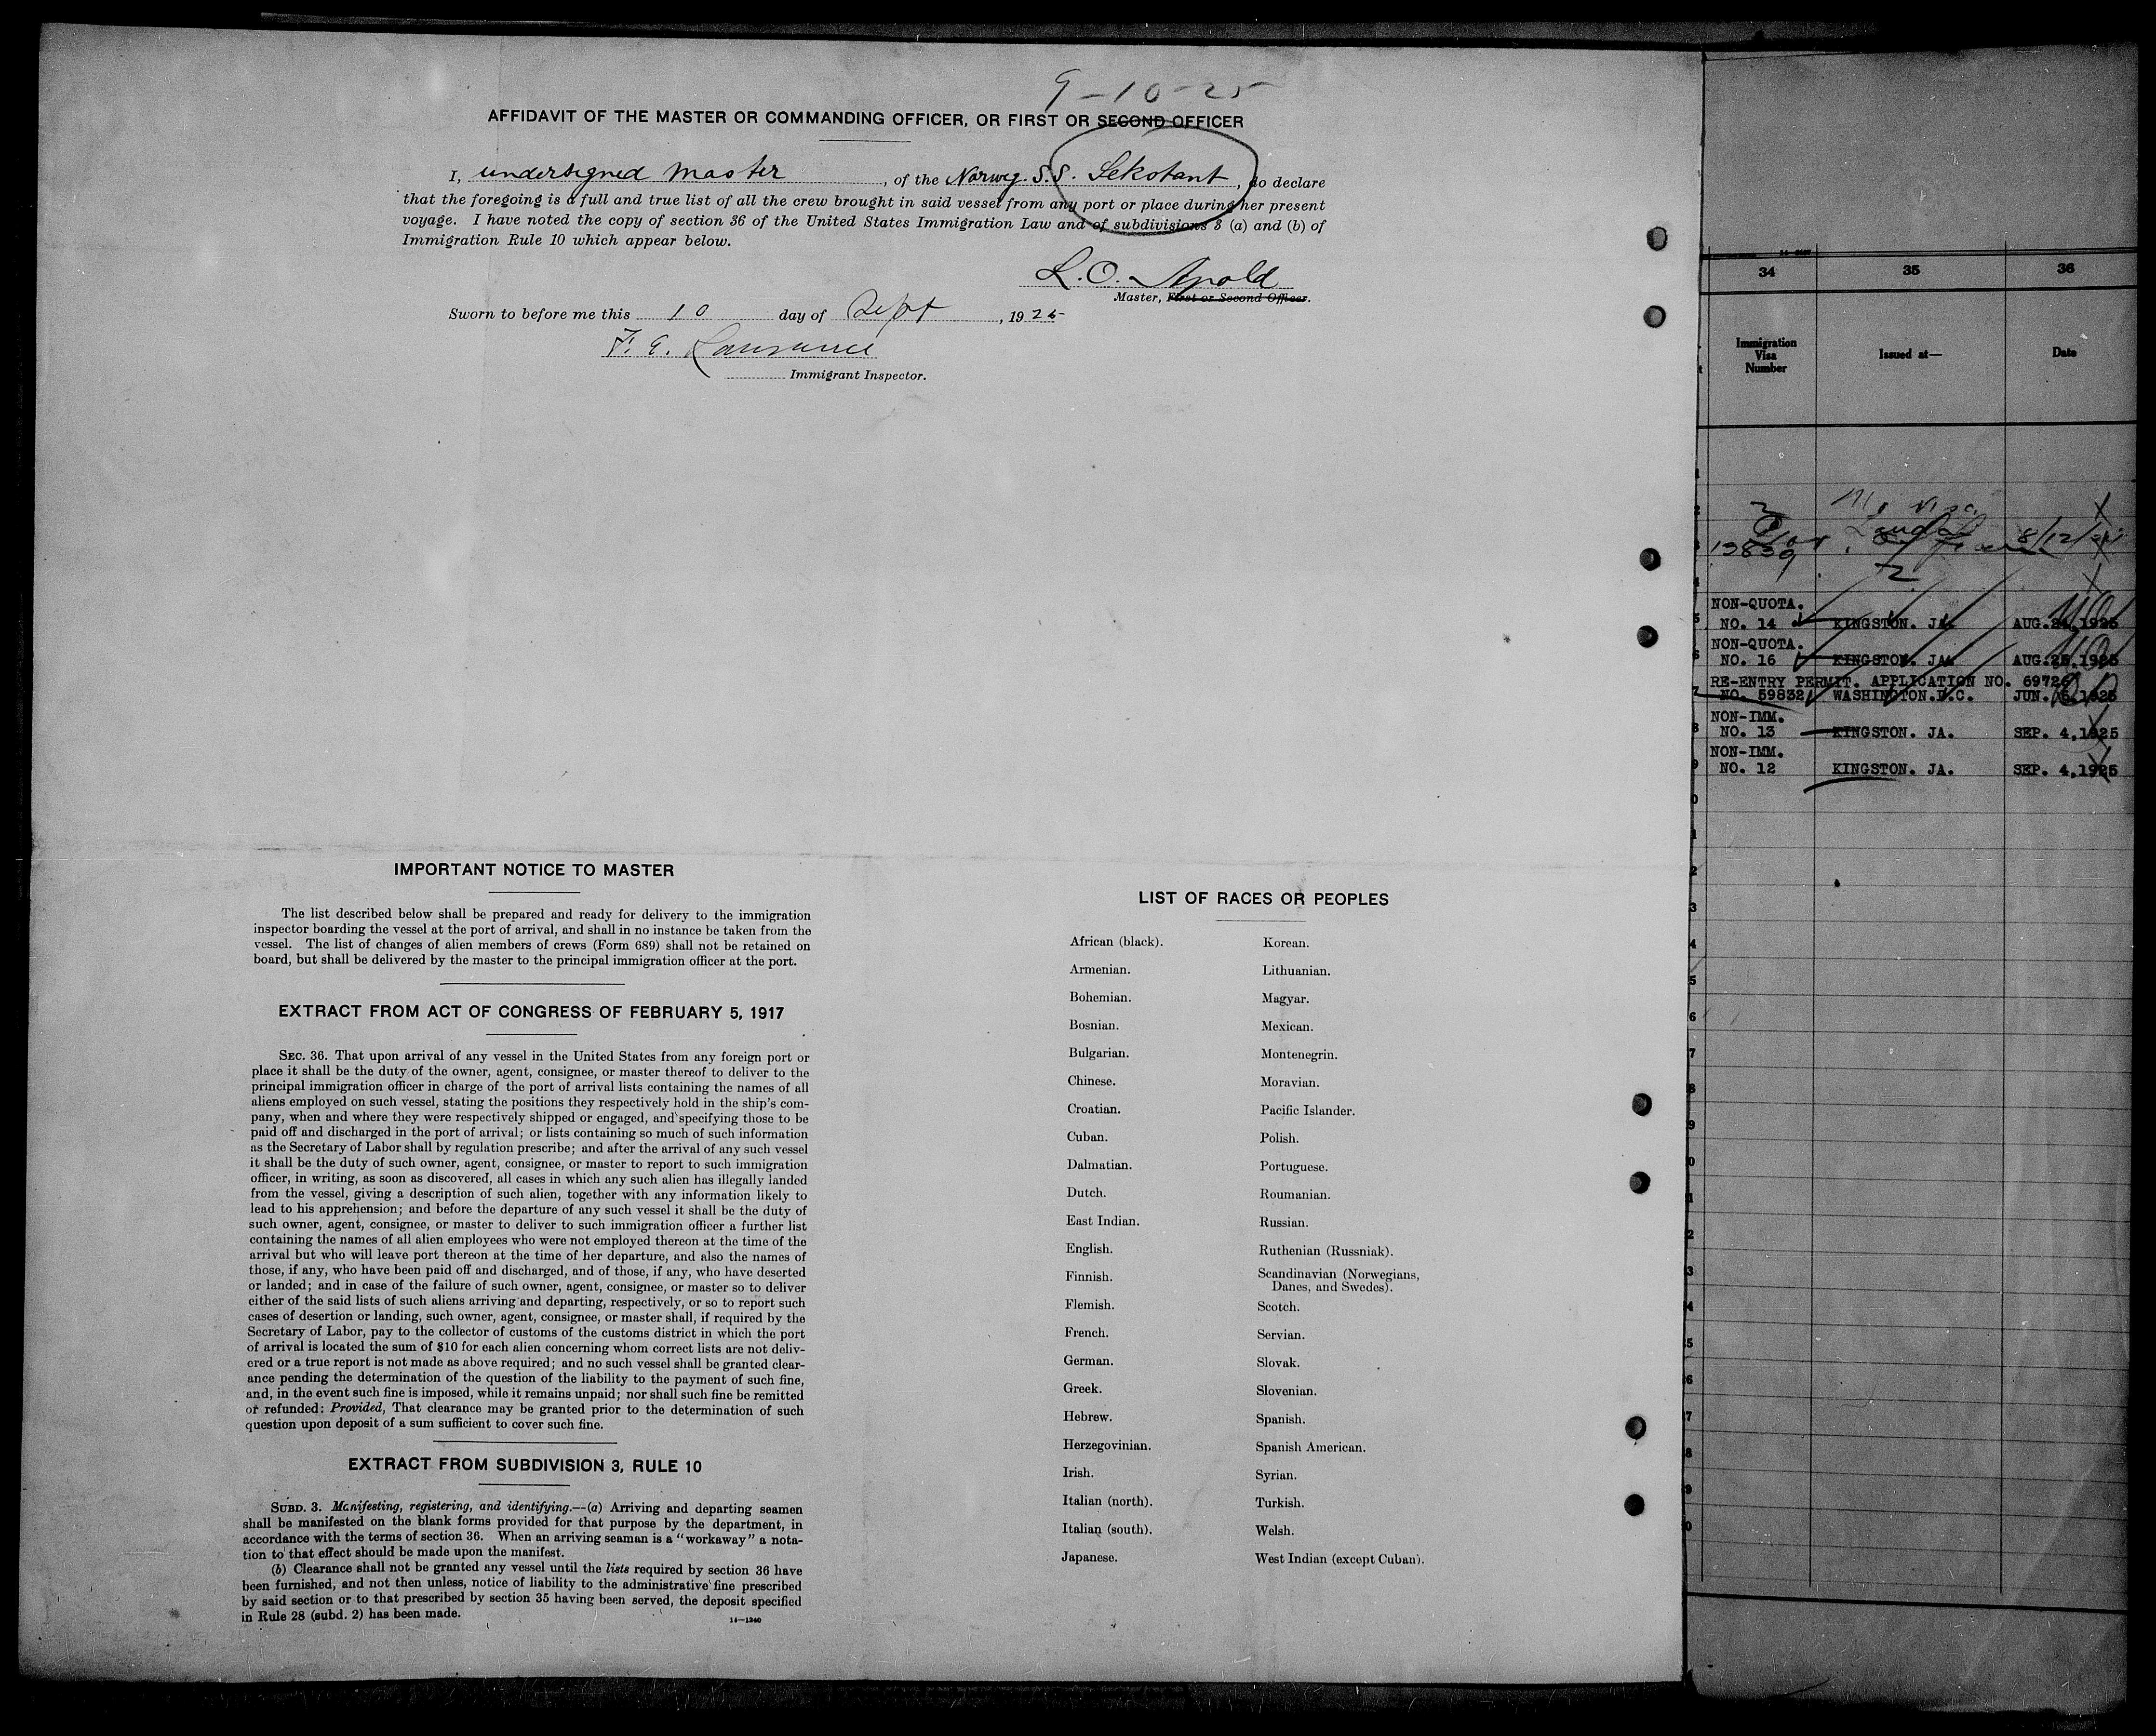 9-10-25
AFFIDAVIT OF THE MASTER OR COMMANDING OFFICER, OR FIRST OR SECOND OFFICER
I, undersigned Master, of the Norweg. S.S. Sekotant, do declare
that the foregoing is a full and true list of all the crew brought in said vessel from any port or place during her present
voyage. I have noted the copy of section 36 of the United States Immigration Law and of subdivisions 3 (a) and (b) of
Immigration Rule 10 which appear below.
L. O. Apold
Master, First or Second Officer.
Sworn to before me this 10 day of Sept, 1925
F. E.
Immigrant Inspector.
IMPORTANT NOTICE TO MASTER
The list described below shall be prepared and ready for delivery to the immigration
inspector boarding the vessel at the port of arrival, and shall in no instance be taken from the
vessel. The list of changes of alien members of crews (Form 689) shall not be retained on
board, but shall be delivered by the master to the principal immigration officer at the port.
EXTRACT FROM ACT OF CONGRESS OF FEBRUARY 5, 1917
SEC. 36. That upon arrival of any vessel in the United States from any foreign port or
place it shall be the duty of the owner, agent, consignee, or master thereof to deliver to the
principal immigration officer in charge of the port of arrival lists containing the names of all
aliens employed on such vessel, stating the positions they respectively hold in the ship's com-
pany, when and where they were respectively shipped or engaged, and specifying those to be
paid off and discharged in the port of arrival; or lists containing so much of such information
as the Secretary of Labor shall by regulation prescribe; and after the arrival of any such vessel
it shall be the duty of such owner, agent, consignee, or master to report to such immigration
officer, in writing, as soon as discovered, all cases in which any such alien has illegally landed
from the vessel, giving a description of such alien, together with any information likely to
lead to his apprehension; and before the departure of any such vessel it shall be the duty of
such owner, agent, consignee, or master to deliver to such immigration officer a further list
containing the names of all alien employees who were not employed thereon at the time of the
arrival but who will leave port thereon at the time of her departure, and also the names of
those, if any, who have been paid off and discharged, and of those, if any, who have deserted
or landed; and in case of the failure of such owner, agent, consignee, or master so to deliver
either of the said lists of such aliens arriving and departing, respectively, or so to report such
cases of desertion or landing, such owner, agent, consignee, or master shall, if required by the
Secretary of Labor, pay to the collector of customs of the customs district in which the port
of arrival is located the sum of $10 for each alien concerning whom correct lists are not deliv-
ered or a true report is not made as above required; and no such vessel shall be granted clear-
ance pending the determination of the question of the liability to the payment of such fine,
and, in the event such fine is imposed, while it remains unpaid; nor shall such fine be remitted
or refunded: Provided, That clearance may be granted prior to the determination of such
question upon deposit of a sum sufficient to cover such fine.
EXTRACT FROM SUBDIVISION 3, RULE 10
SUBD. 3. Manifesting, registering, and identifying.—(a) Arriving and departing seamen
shall be manifested on the blank forms provided for that purpose by the department, in
accordance with the terms of section 36. When an arriving seaman is a "workaway" a nota-
tion to that effect should be made upon the manifest.
(b) Clearance shall not be granted any vessel until the lists required by section 36 have
been furnished, and not then unless, notice of liability to the administrative fine prescribed
by said section or to that prescribed by section 35 having been served, the deposit specified
in Rule 28 (subd. 2) has been made.
14—1240
LIST OF RACES OR PEOPLES
African (black). Korean.
Armenian. Lithuanian.
Bohemian. Magyar.
Bosnian. Mexican.
Bulgarian. Montenegrin.
Chinese. Moravian.
Croatian. Pacific Islander.
Cuban. Polish.
Dalmatian. Portuguese.
Dutch. Roumanian.
East Indian. Russian.
English. Ruthenian (Russniak).
Finnish. Scandinavian (Norwegians,
Danes, and Swedes).
Flemish. Scotch.
French. Servian.
German. Slovak.
Greek. Slovenian.
Hebrew. Spanish.
Herzegovinian. Spanish American.
Irish. Syrian.
Italian (north). Turkish.
Italian (south). Welsh.
Japanese. West Indian (except Cuban).
34 35 36
Immigration
Visa
Number
Issued at—
Date
No visa
13839
8/12/
NON-QUOTA.
NO. 14 KINGSTON. JA. AUG. 1925
NON-QUOTA.
NO. 16 KINGSTON. JA. AUG. 25, 1925
RE-ENTRY PERMIT. APPLICATION NO. 69726
NO. 59832 WASHINGTON.D.C. JUN. 1925
NON-IMM.
NO. 13 KINGSTON. JA. SEP. 4, 1925
NON-IMM.
NO. 12 KINGSTON. JA. SEP. 4, 1925